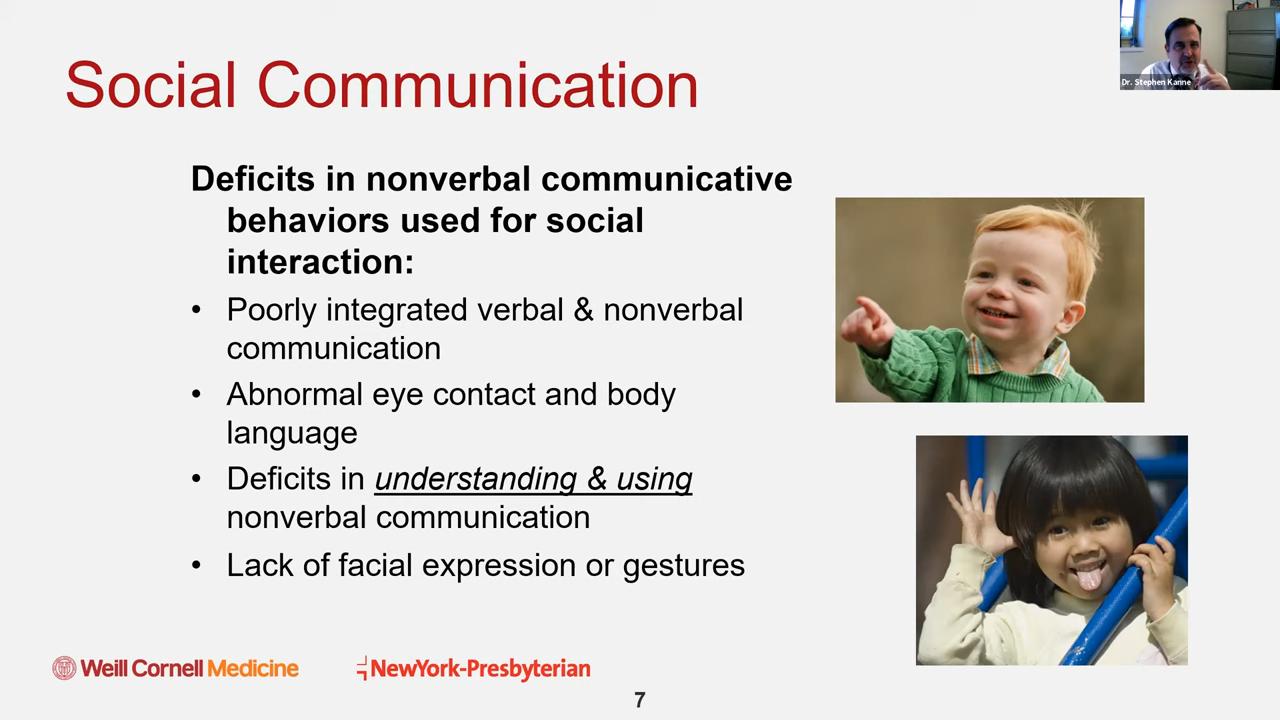 Social Communication
Dr. Stephen Kanne
Deficits in nonverbal communicative
behaviors used for social
interaction:
• Poorly integrated verbal & nonverbal
communication
• Abnormal eye contact and body
language
• Deficits in understanding & using
nonverbal communication
• Lack of facial expression or gestures
Weill Cornell Medicine
NewYork-Presbyterian
7